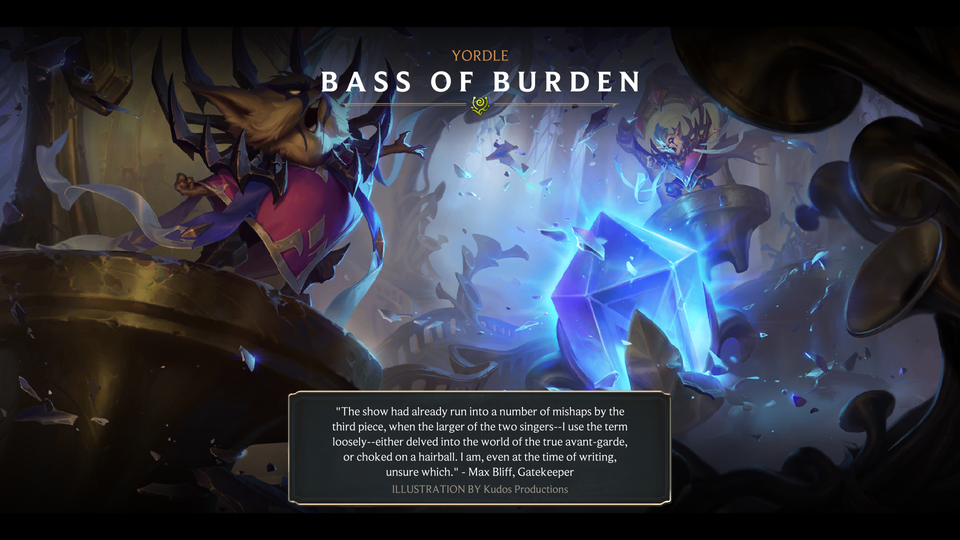 YORDLE
BASS OF BURDEN
"The show had already run into a number of mishaps by the
third piece, when the larger of the two singers--I use the term
loosely--either delved into the world of the true avant-garde,
or choked on a hairball. I am, even at the time of writing,
unsure which." - Max Bliff, Gatekeeper
ILLUSTRATION BY Kudos Productions